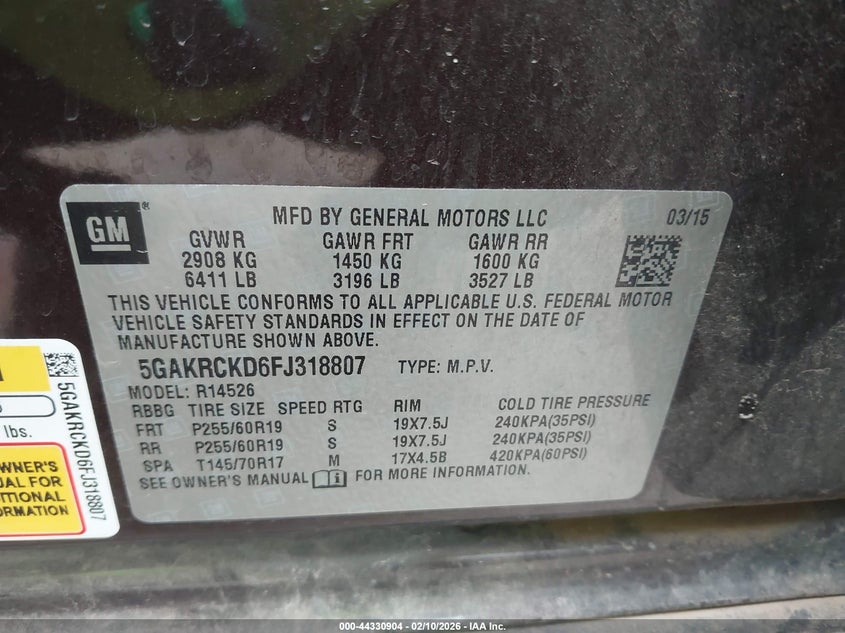 GM®
MFD BY GENERAL MOTORS LLC 03/15
GVWR GAWR FRT GAWR RR
2908 KG 1450 KG 1600 KG
6411 LB 3196 LB 3527 LB
THIS VEHICLE CONFORMS TO ALL APPLICABLE U.S. FEDERAL MOTOR
VEHICLE SAFETY STANDARDS IN EFFECT ON THE DATE OF
MANUFACTURE SHOWN ABOVE.
5GAKRCKD6FJ318807 TYPE: M.P.V.
MODEL: R14526
RBBG TIRE SIZE SPEED RTG RIM COLD TIRE PRESSURE
FRT P255/60R19 S 19X7.5J 240KPA(35PSI)
RR P255/60R19 S 19X7.5J 240KPA(35PSI)
SPA T145/70R17 M 17X4.5B 420KPA(60PSI)
SEE OWNER'S MANUAL FOR MORE INFORMATION.
lbs.
OWNER'S
FOR
5GAKRCKD6FJ318807
000-44330904 - 02/10/2026 - IAA Inc.